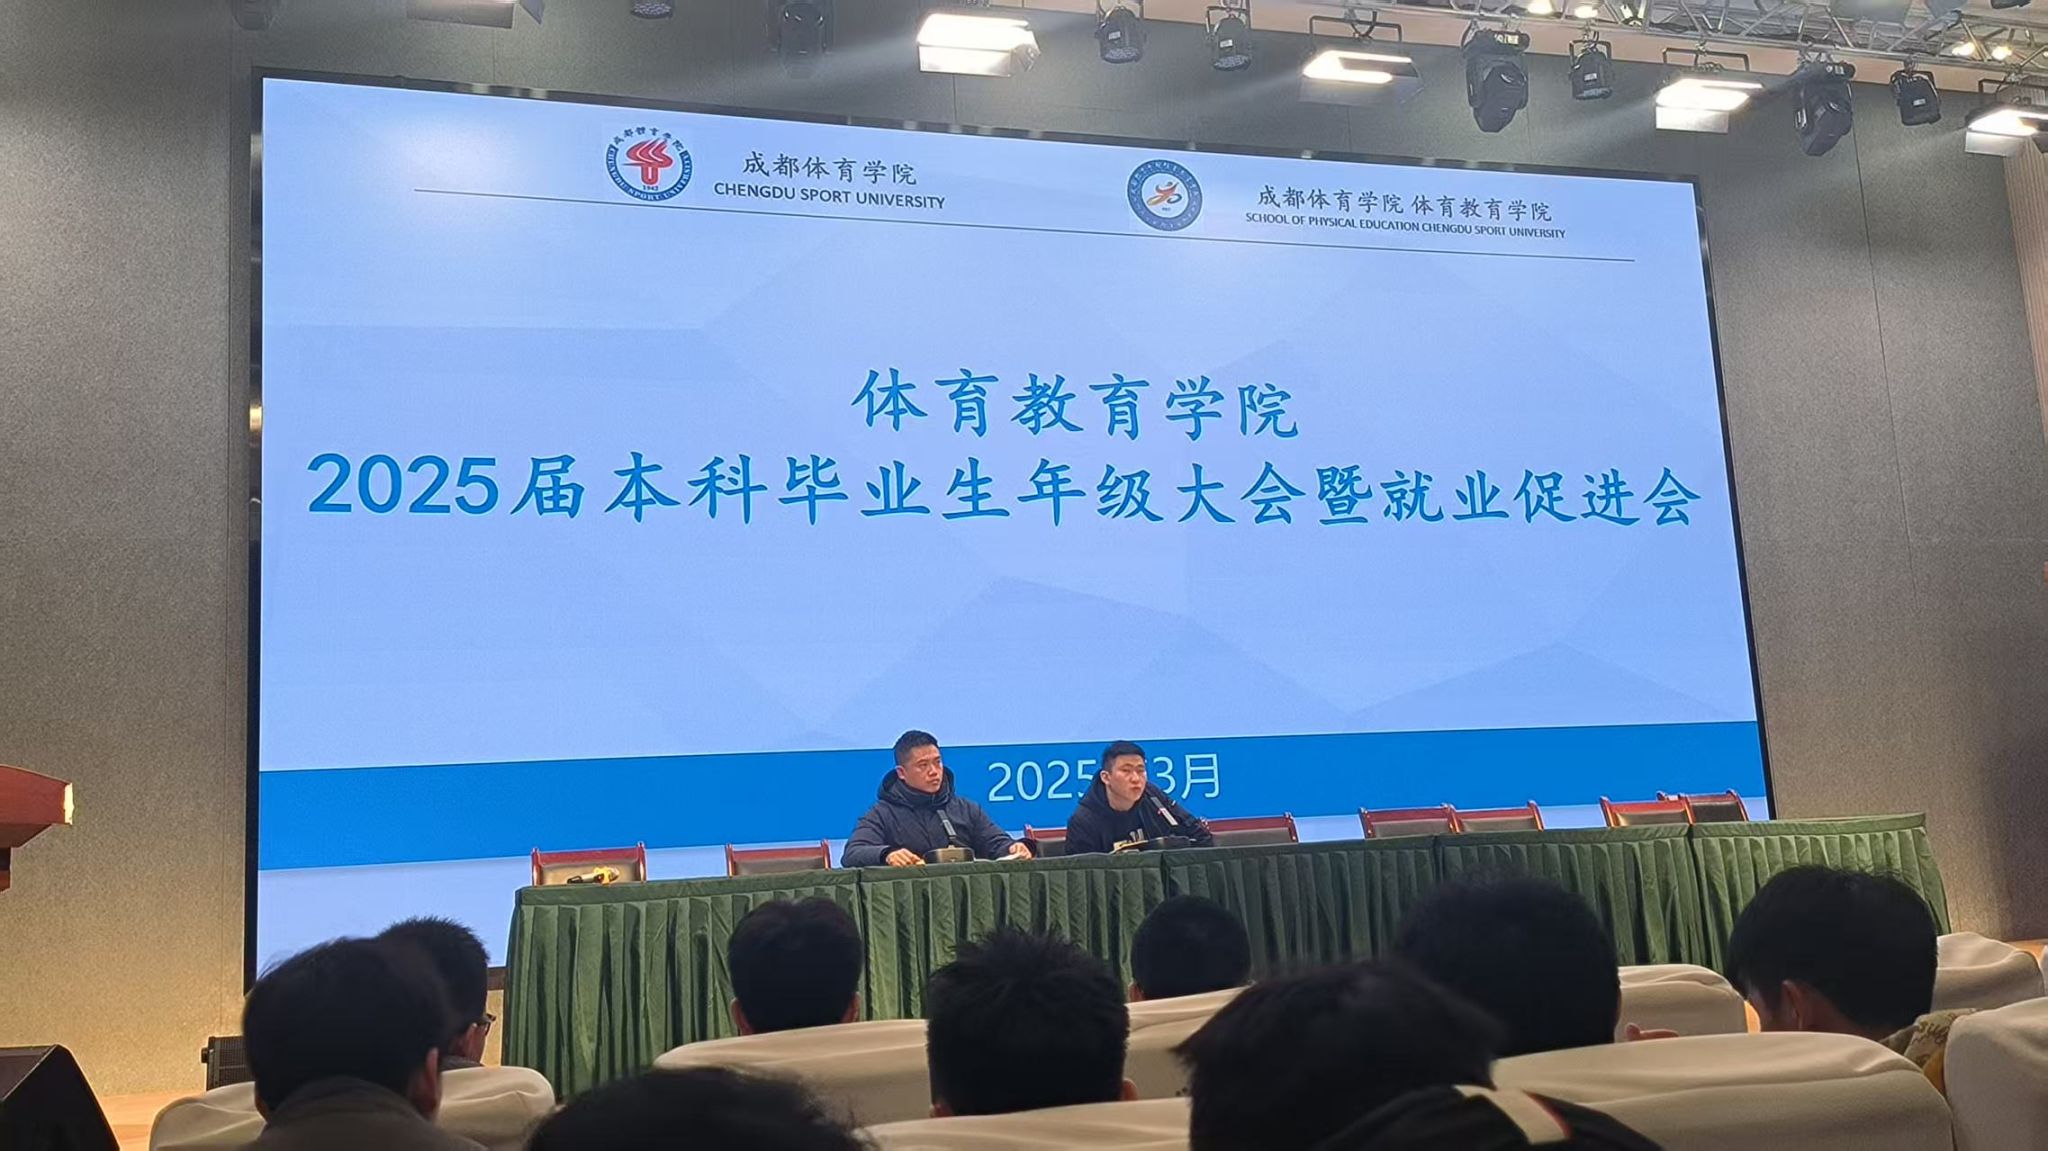 成都体育学院
CHENGDU SPORT UNIVERSITY
1942
成都体育学院 体育教育学院
SCHOOL OF PHYSICAL EDUCATION CHENGDU SPORT UNIVERSITY
体育教育学院
2025届本科毕业生年级大会暨就业促进会
2025 3月